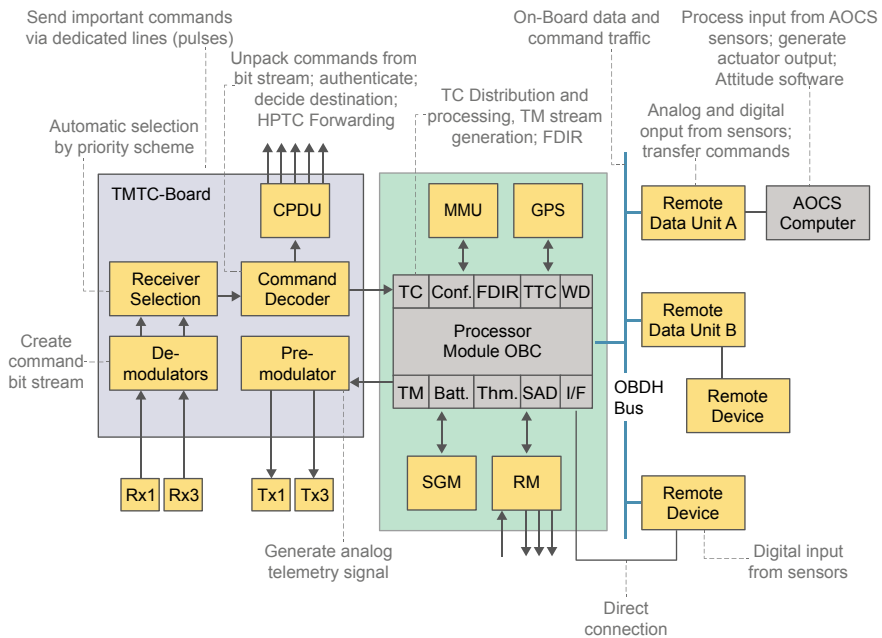 Send important commands
via dedicated lines (pulses)
On-Board data and
command traffic
Process input from AOCS
sensors; generate
actuator output;
Attitude software
Unpack commands from
bit stream; authenticate;
decide destination;
HPTC Forwarding
TC Distribution and
processing, TM stream
generation; FDIR
Analog and digital
onput from sensors;
transfer commands
Automatic selection
by priority scheme
TMTC-Board
CPDU
MMU
GPS
Remote
Data Unit A
AOCS
Computer
Receiver
Selection
Command
Decoder
TC
Conf.
FDIR
TTC
WD
Processor
Module OBC
Remote
Data Unit B
Create
command
bit stream
De-
modulators
Pre-
modulator
TM
Batt.
Thm.
SAD
I/F
OBDH
Bus
Remote
Device
SGM
RM
Rx1
Rx3
Tx1
Tx3
Remote
Device
Generate analog
telemetry signal
Digital input
from sensors
Direct
connection